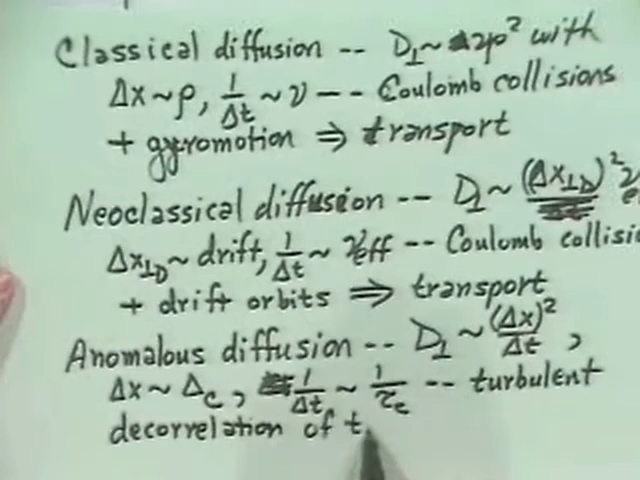 Classical diffusion -- D⊥ ~ νρ² with
Δx ~ ρ, 1/Δt ~ ν -- Coulomb collisions
+ gyromotion ⇒ transport
Neoclassical diffusion -- D⊥ ~ (Δx⊥D)² νe
Δx⊥D ~ drift, 1/Δt ~ νeff -- Coulomb collisio
+ drift orbits ⇒ transport
Anomalous diffusion -- D⊥ ~ (Δx)²/Δt ,
Δx ~ Δc, 1/Δt ~ 1/τc -- turbulent
decorrelation of t